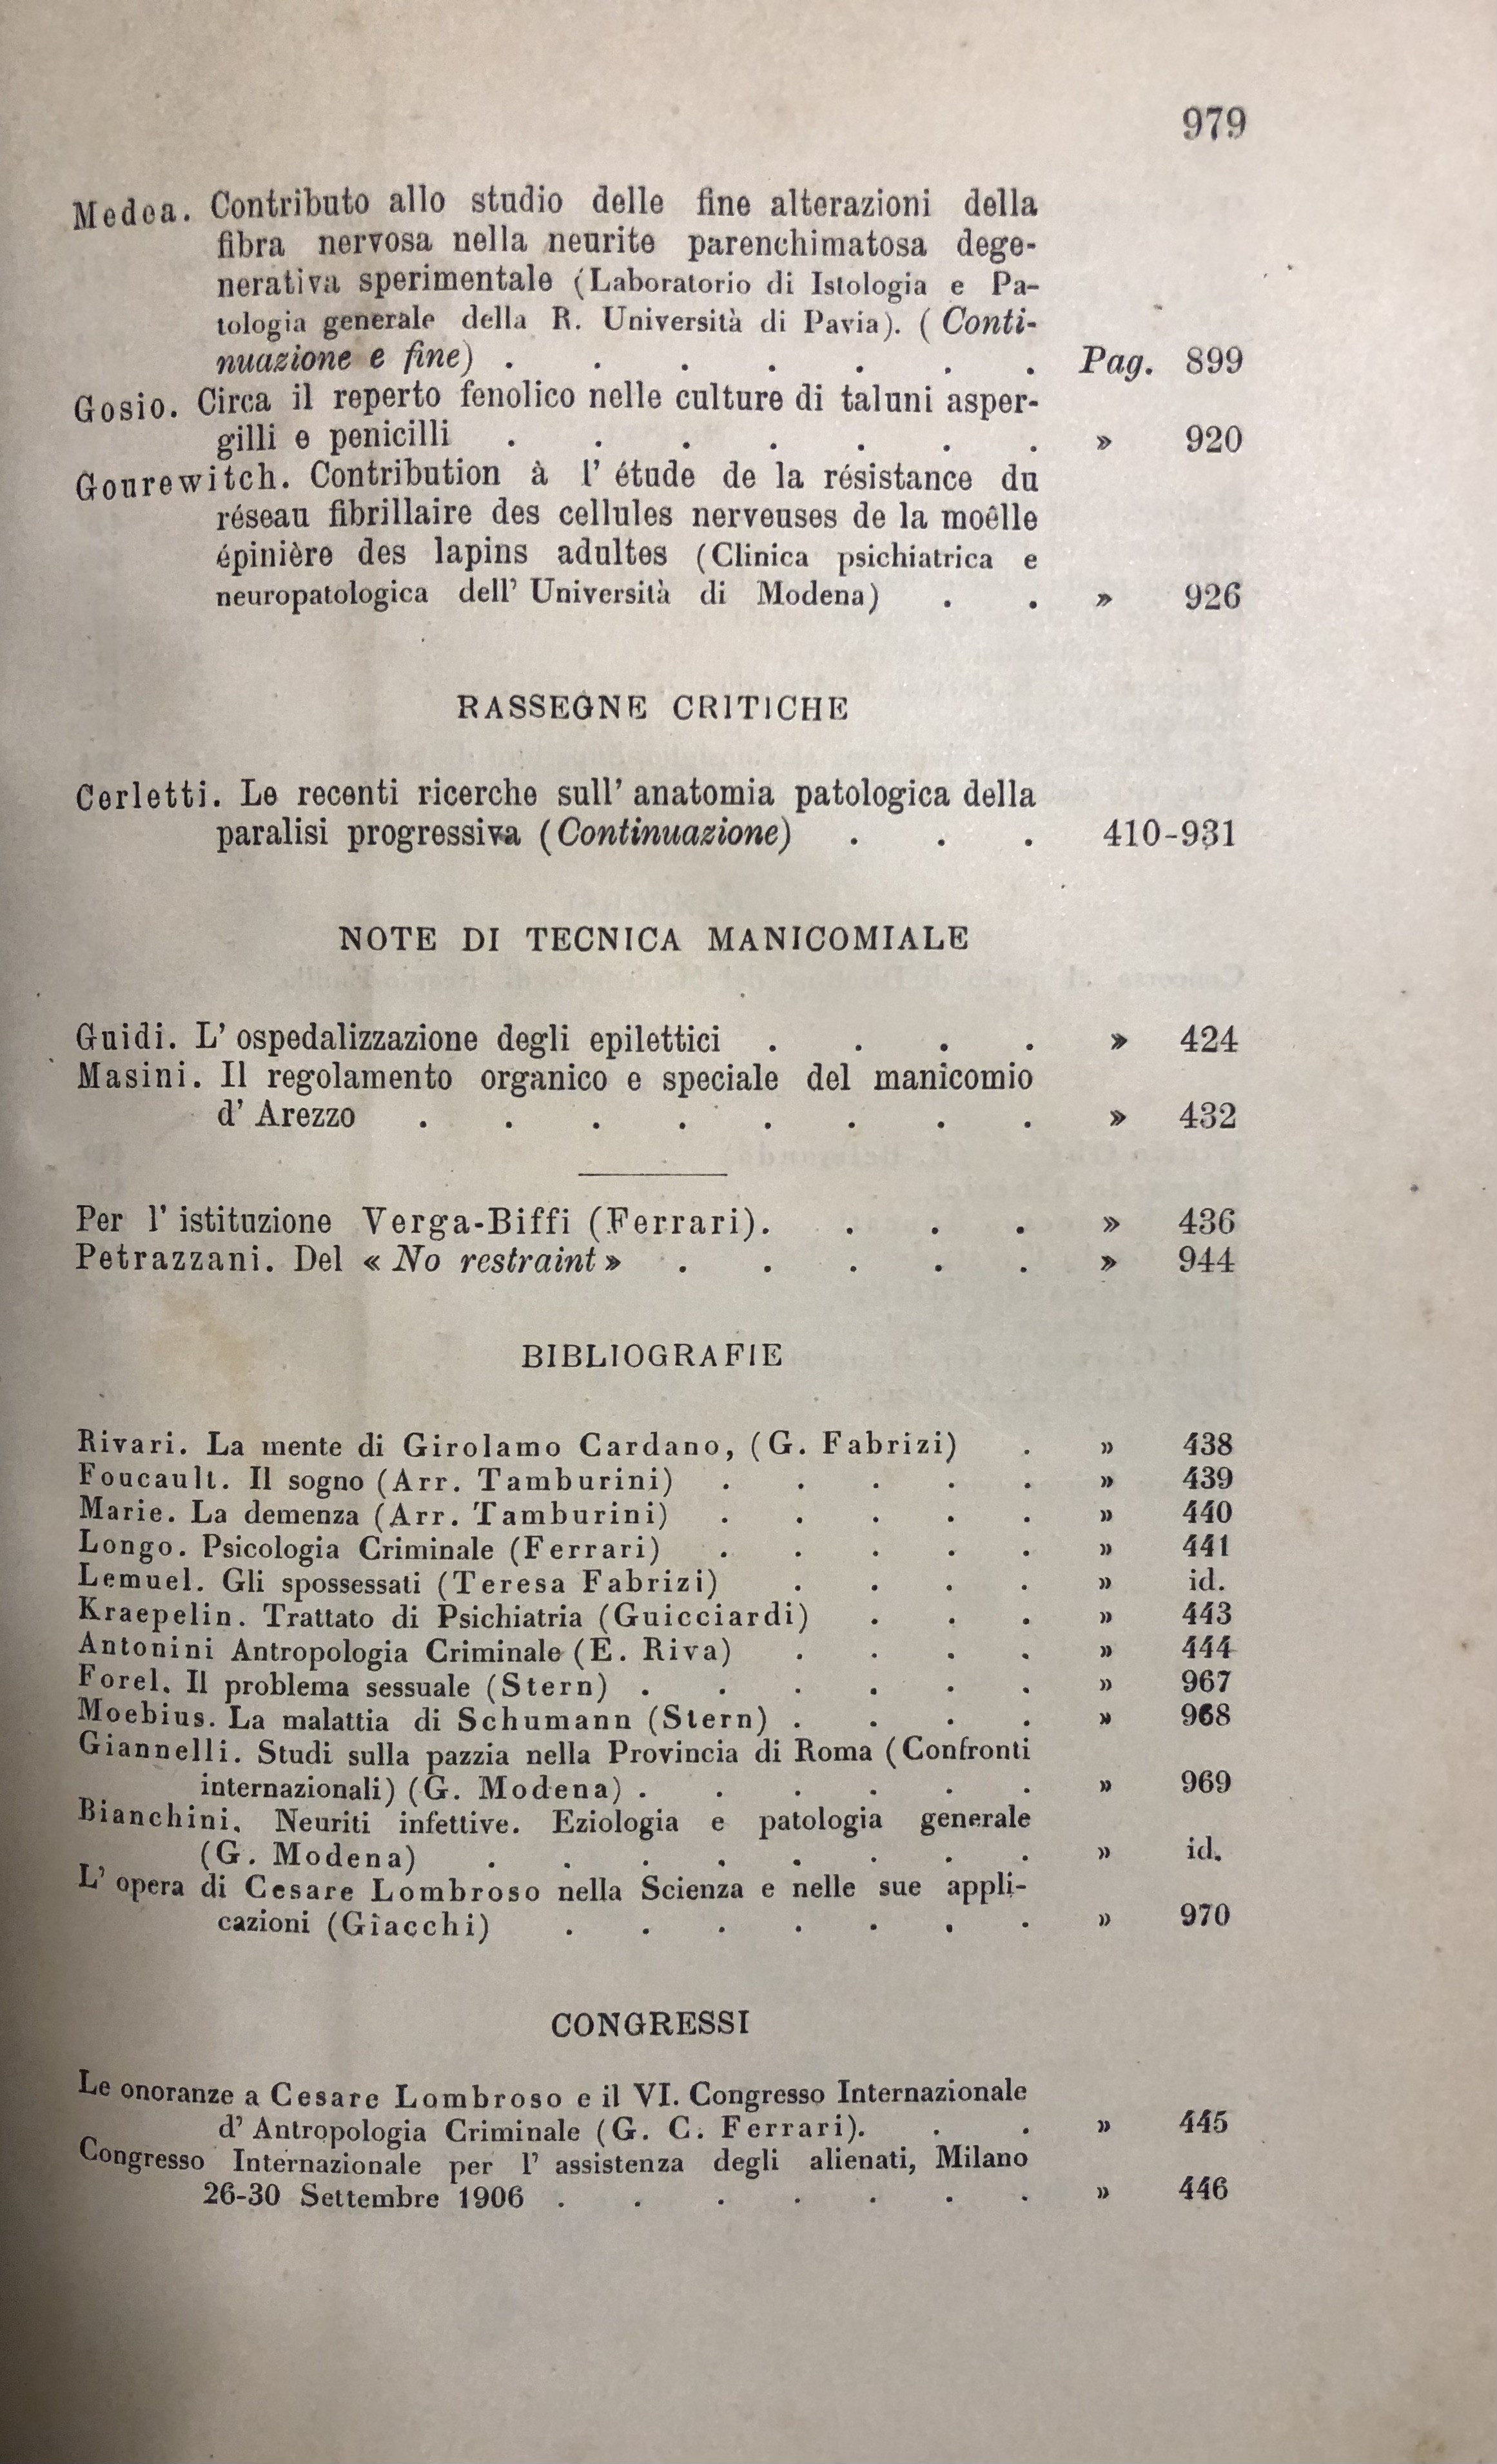 979
Medea. Contributo allo studio delle fine alterazioni della
fibra nervosa nella neurite parenchimatosa dege-
nerativa sperimentale (Laboratorio di Istologia e Pa-
tologia generale della R. Università di Pavia). (Conti-
nuazione e fine) . . . . . . . Pag. 899
Gosio. Circa il reperto fenolico nelle culture di taluni asper-
gilli e penicilli . . . . . . . » 920
Gourewitch. Contribution à l' étude de la résistance du
réseau fibrillaire des cellules nerveuses de la moêlle
épinière des lapins adultes (Clinica psichiatrica e
neuropatologica dell' Università di Modena) . . » 926
RASSEGNE CRITICHE
Cerletti. Le recenti ricerche sull' anatomia patologica della
paralisi progressiva (Continuazione) . . . 410-931
NOTE DI TECNICA MANICOMIALE
Guidi. L' ospedalizzazione degli epilettici . . . . » 424
Masini. Il regolamento organico e speciale del manicomio
d' Arezzo . . . . . . . . » 432
Per l' istituzione Verga-Biffi (Ferrari). . . . » 436
Petrazzani. Del « No restraint » . . . . . » 944
BIBLIOGRAFIE
Rivari. La mente di Girolamo Cardano, (G. Fabrizi) . » 438
Foucault. Il sogno (Arr. Tamburini) . . . . . » 439
Marie. La demenza (Arr. Tamburini) . . . . . » 440
Longo. Psicologia Criminale (Ferrari) . . . . . » 441
Lemuel. Gli spossessati (Teresa Fabrizi) . . . . » id.
Kraepelin. Trattato di Psichiatria (Guicciardi) . . . » 443
Antonini Antropologia Criminale (E. Riva) . . . . » 444
Forel. Il problema sessuale (Stern) . . . . . . » 967
Moebius. La malattia di Schumann (Stern) . . . . » 968
Giannelli. Studi sulla pazzia nella Provincia di Roma (Confronti
internazionali) (G. Modena) . . . . . . » 969
Bianchini. Neuriti infettive. Eziologia e patologia generale
(G. Modena) . . . . . . . . » id.
L' opera di Cesare Lombroso nella Scienza e nelle sue appli-
cazioni (Giacchi) . . . . . . . » 970
CONGRESSI
Le onoranze a Cesare Lombroso e il VI. Congresso Internazionale
d' Antropologia Criminale (G. C. Ferrari). . . » 445
Congresso Internazionale per l' assistenza degli alienati, Milano
26-30 Settembre 1906 . . . . . . . » 446